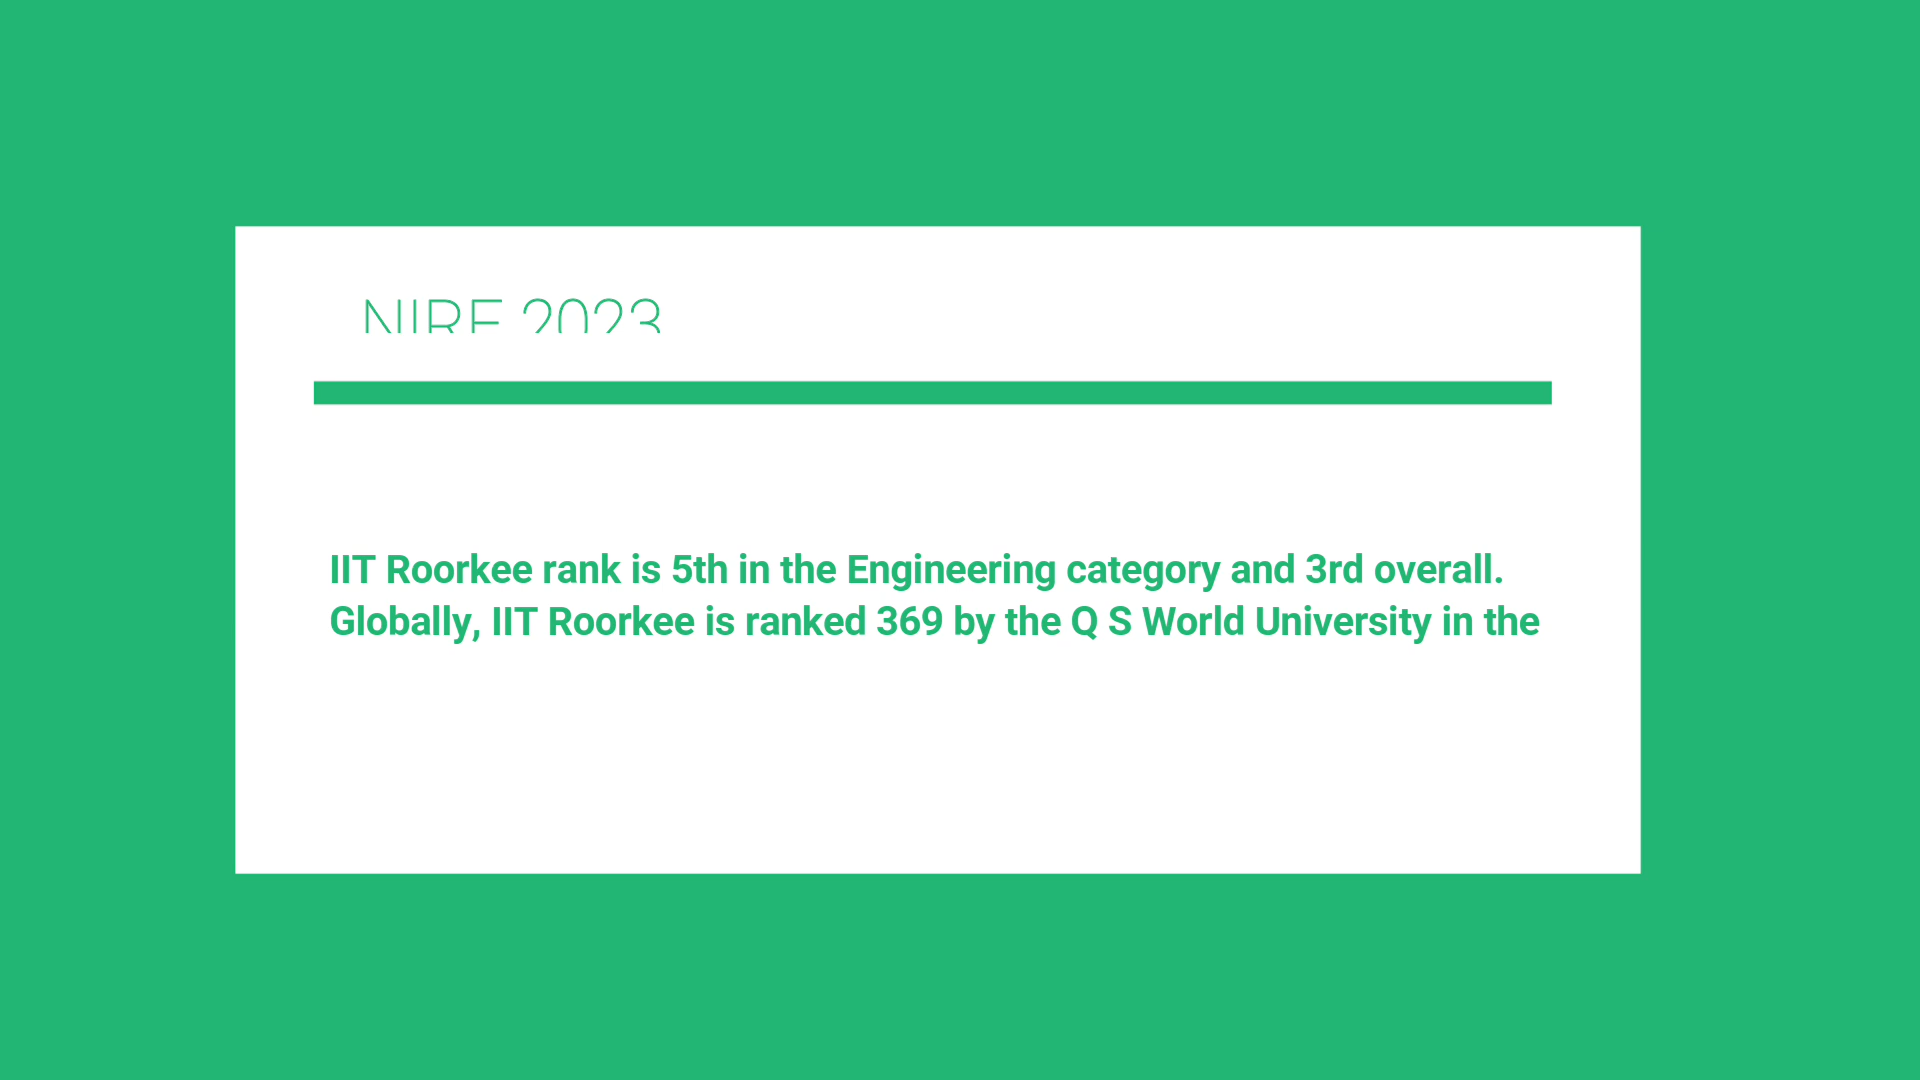 NIRF 2023
IIT Roorkee rank is 5th in the Engineering category and 3rd overall.
Globally, IIT Roorkee is ranked 369 by the Q S World University in the